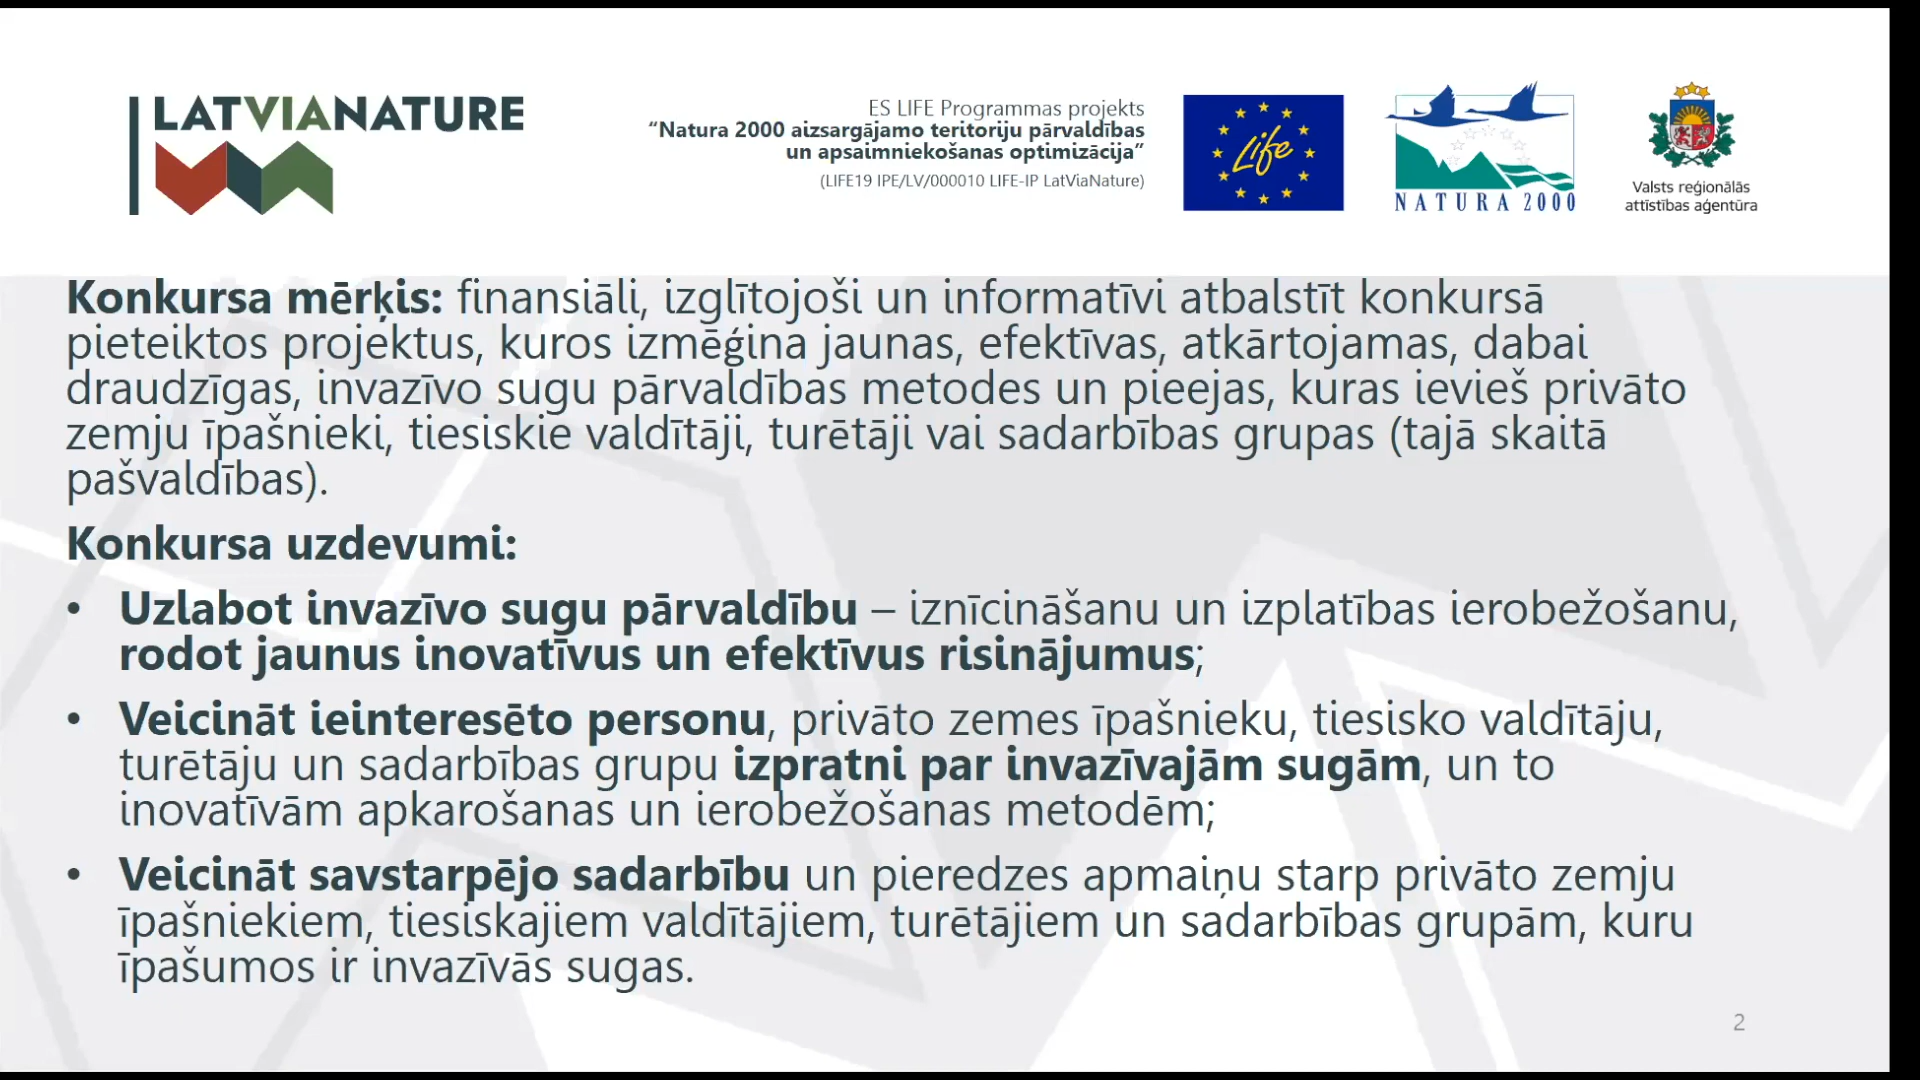 LATVIANATURE
ES LIFE Programmas projekts
“Natura 2000 aizsargājamo teritoriju pārvaldības
un apsaimniekošanas optimizācija”
(LIFE19 IPE/LV/000010 LIFE-IP LatViaNature)
Life
NATURA 2000
Valsts reģionālās
attīstības aģentūra
Konkursa mērķis: finansiāli, izglītojoši un informatīvi atbalstīt konkursā
pieteiktos projektus, kuros izmēģina jaunas, efektīvas, atkārtojamas, dabai
draudzīgas, invazīvo sugu pārvaldības metodes un pieejas, kuras ievieš privāto
zemju īpašnieki, tiesiskie valdītāji, turētāji vai sadarbības grupas (tajā skaitā
pašvaldības).
Konkursa uzdevumi:
• Uzlabot invazīvo sugu pārvaldību – iznīcināšanu un izplatības ierobežošanu,
rodot jaunus inovatīvus un efektīvus risinājumus;
• Veicināt ieinteresēto personu, privāto zemes īpašnieku, tiesisko valdītāju,
turētāju un sadarbības grupu izpratni par invazīvajām sugām, un to
inovatīvām apkarošanas un ierobežošanas metodēm;
• Veicināt savstarpējo sadarbību un pieredzes apmaiņu starp privāto zemju
īpašniekiem, tiesiskajiem valdītājiem, turētājiem un sadarbības grupām, kuru
īpašumos ir invazīvās sugas.
2